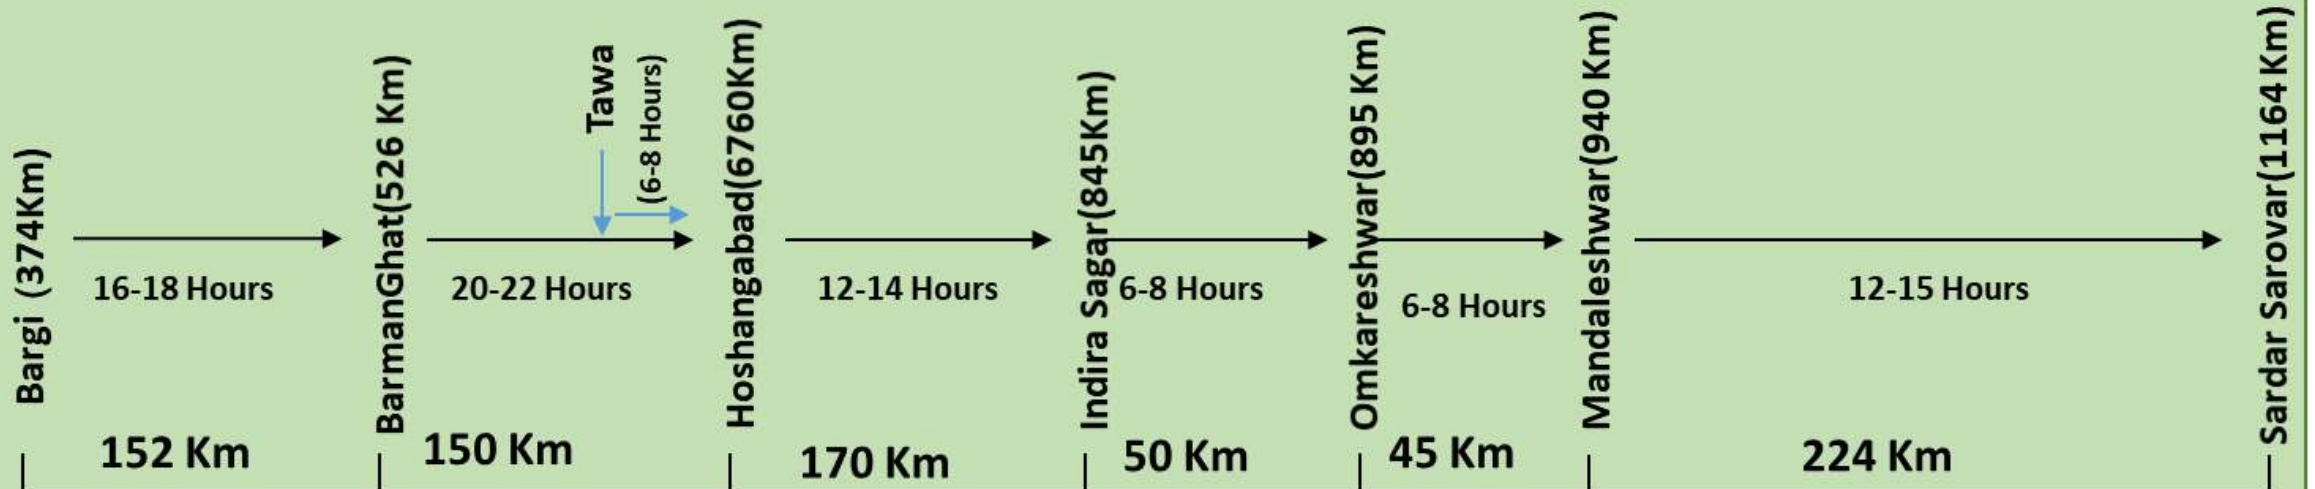 Bargi (374Km)
16-18 Hours
152 Km
BarmanGhat(526 Km)
20-22 Hours
150 Km
Tawa
(6-8 Hours)
Hoshangabad(6760Km)
12-14 Hours
170 Km
Indira Sagar(845Km)
6-8 Hours
50 Km
Omkareshwar(895 Km)
6-8 Hours
45 Km
Mandaleshwar(940 Km)
12-15 Hours
224 Km
Sardar Sarovar(1164 Km)